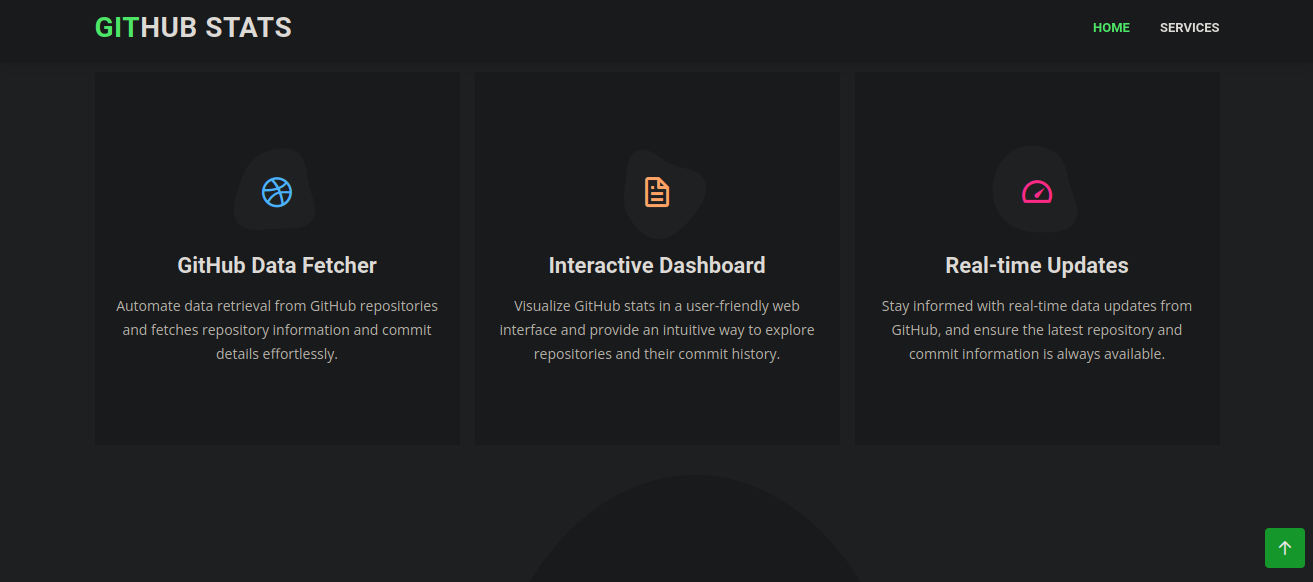 GITHUB STATS
HOME SERVICES
GitHub Data Fetcher
Automate data retrieval from GitHub repositories
and fetches repository information and commit
details effortlessly.
Interactive Dashboard
Visualize GitHub stats in a user-friendly web
interface and provide an intuitive way to explore
repositories and their commit history.
Real-time Updates
Stay informed with real-time data updates from
GitHub, and ensure the latest repository and
commit information is always available.